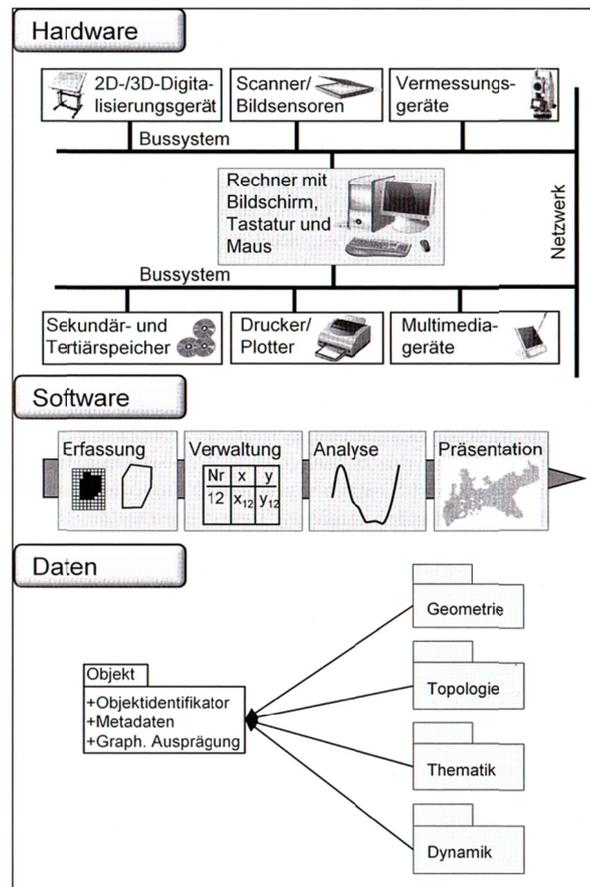 Hardware
2D-/3D-Digita-
lisierungsgerät
Scanner/
Bildsensoren
Vermessungs-
geräte
Bussystem
Rechner mit
Bildschirm,
Tastatur und
Maus
Netzwerk
Bussystem
Sekundär- und
Tertiärspeicher
Drucker/
Plotter
Multimedia-
geräte
Software
Erfassung
Verwaltung
Nr x y
12 x₁₂ y₁₂
Analyse
Präsentation
Daten
Objekt
+Objektidentifikator
+Metadaten
+Graph. Ausprägung
Geometrie
Topologie
Thematik
Dynamik